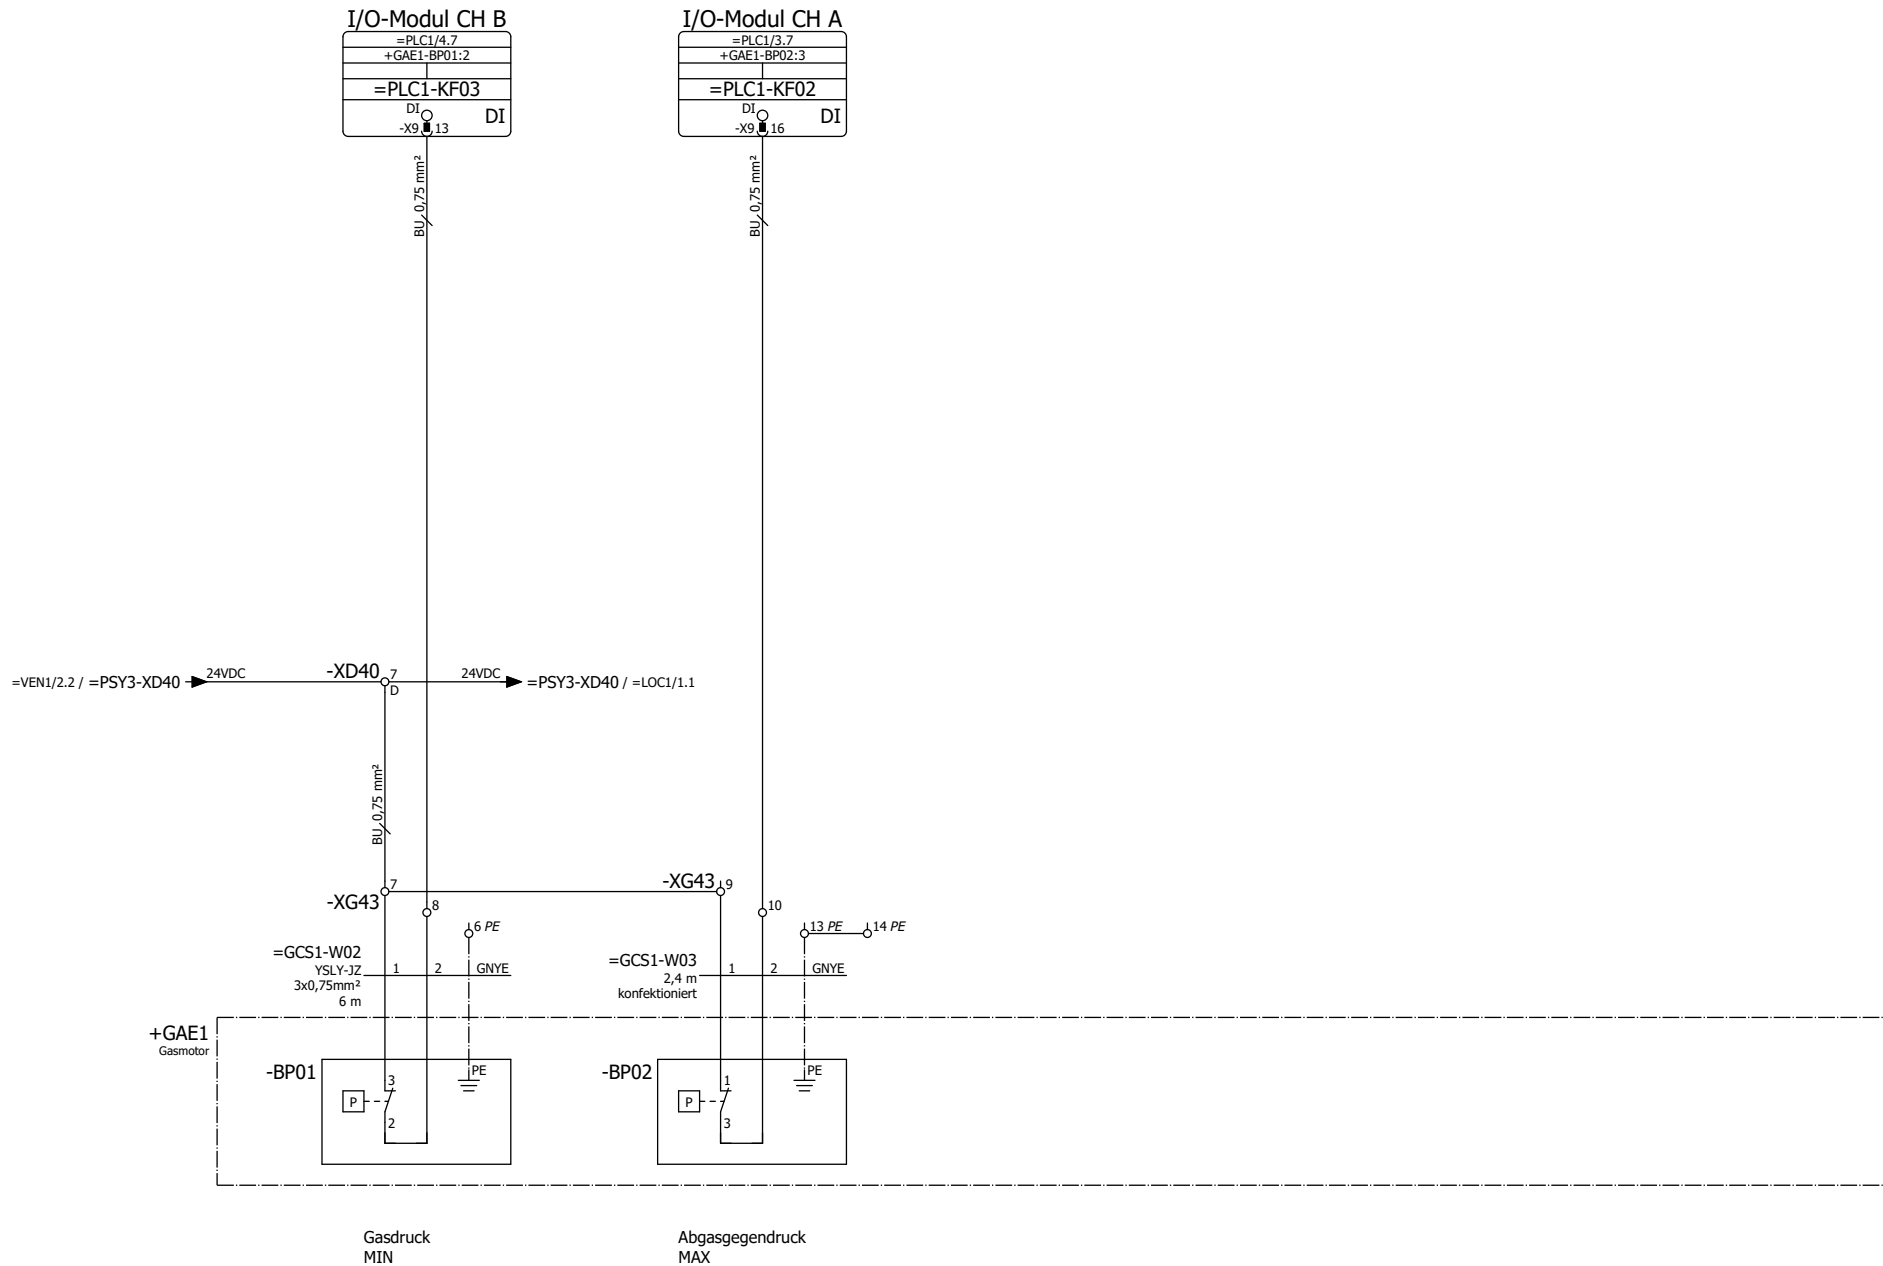 I/O-Modul CH B
=PLC1/4.7
+GAE1-BP01:2
=PLC1-KF03
DI
DI
-X9 13
BU 0,75 mm²
I/O-Modul CH A
=PLC1/3.7
+GAE1-BP02:3
=PLC1-KF02
DI
DI
-X9 16
BU 0,75 mm²
=VEN1/2.2 / =PSY3-XD40
24VDC
-XD40
7
D
24VDC
=PSY3-XD40 / =LOC1/1.1
BU 0,75 mm²
-XG43
7
8
6 PE
-XG43
9
10
13 PE
14 PE
=GCS1-W02
YSLY-JZ
3x0,75mm²
6 m
1
2
GNYE
=GCS1-W03
2,4 m
konfektioniert
1
2
GNYE
+GAE1
Gasmotor
-BP01
P
3
2
PE
-BP02
P
1
3
PE
Gasdruck
MIN
Abgasgegendruck
MAX